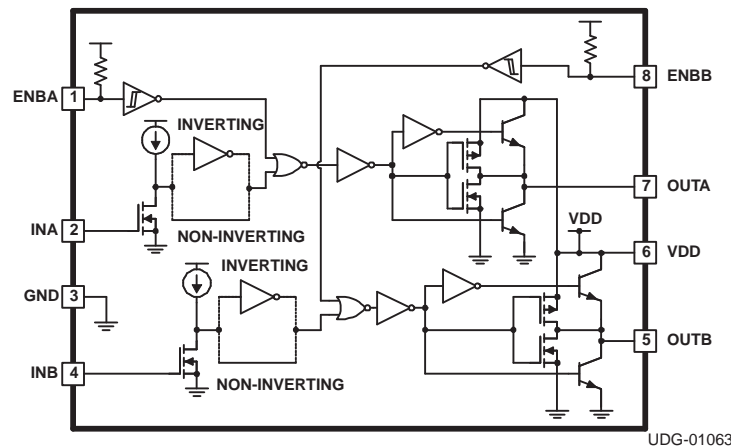 ENBA 1
8 ENBB
INVERTING
7 OUTA
INA 2
NON-INVERTING
VDD
6 VDD
INVERTING
GND 3
5 OUTB
INB 4
NON-INVERTING
UDG-01063